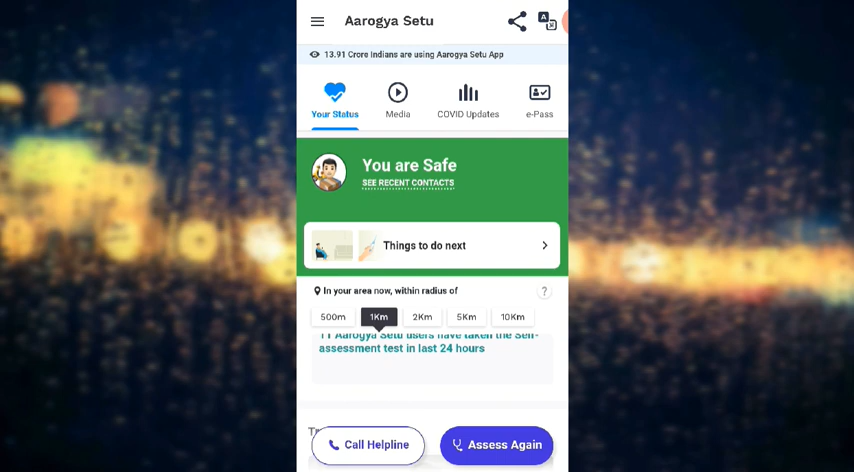 Aarogya Setu
13.91 Crore Indians are using Aarogya Setu App
Your Status
Media
COVID Updates
e-Pass
You are Safe
SEE RECENT CONTACTS
Things to do next
In your area now, within radius of
?
500m
1Km
2Km
5Km
10Km
11 Aarogya Setu users have taken the Self-
assessment test in last 24 hours
Call Helpline
Assess Again